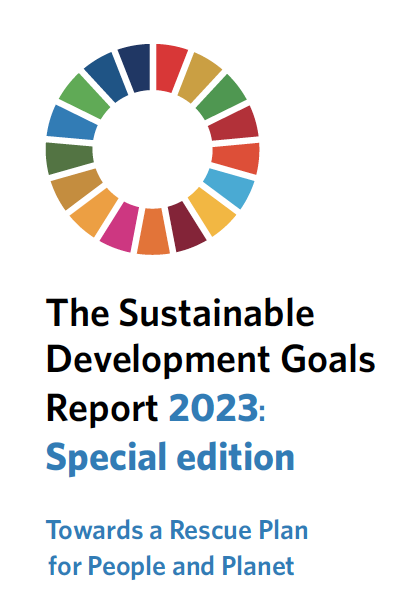 The Sustainable
Development Goals
Report 2023:
Special edition
Towards a Rescue Plan
for People and Planet